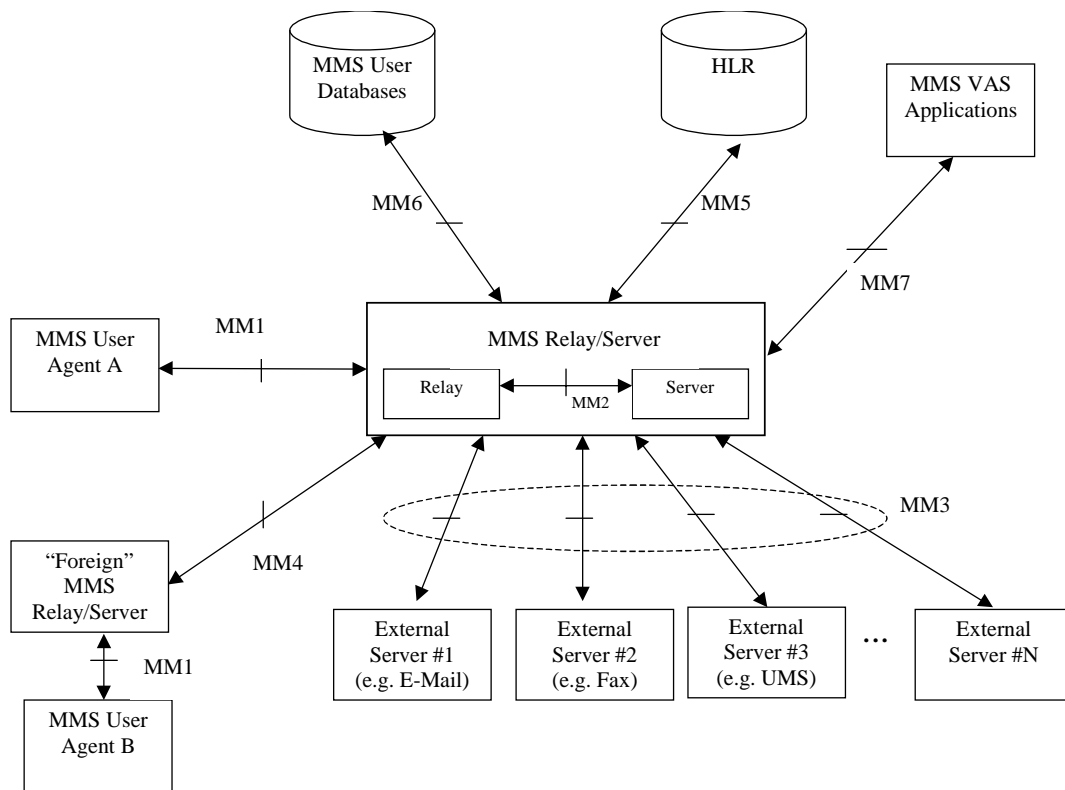 MMS User
Databases
HLR
MMS VAS
Applications
MM6
MM5
MM7
MMS User
Agent A
MM1
MMS Relay/Server
Relay
MM2
Server
MM3
“Foreign”
MMS
Relay/Server
MM4
MM1
MMS User
Agent B
External
Server #1
(e.g. E-Mail)
External
Server #2
(e.g. Fax)
External
Server #3
(e.g. UMS)
...
External
Server #N